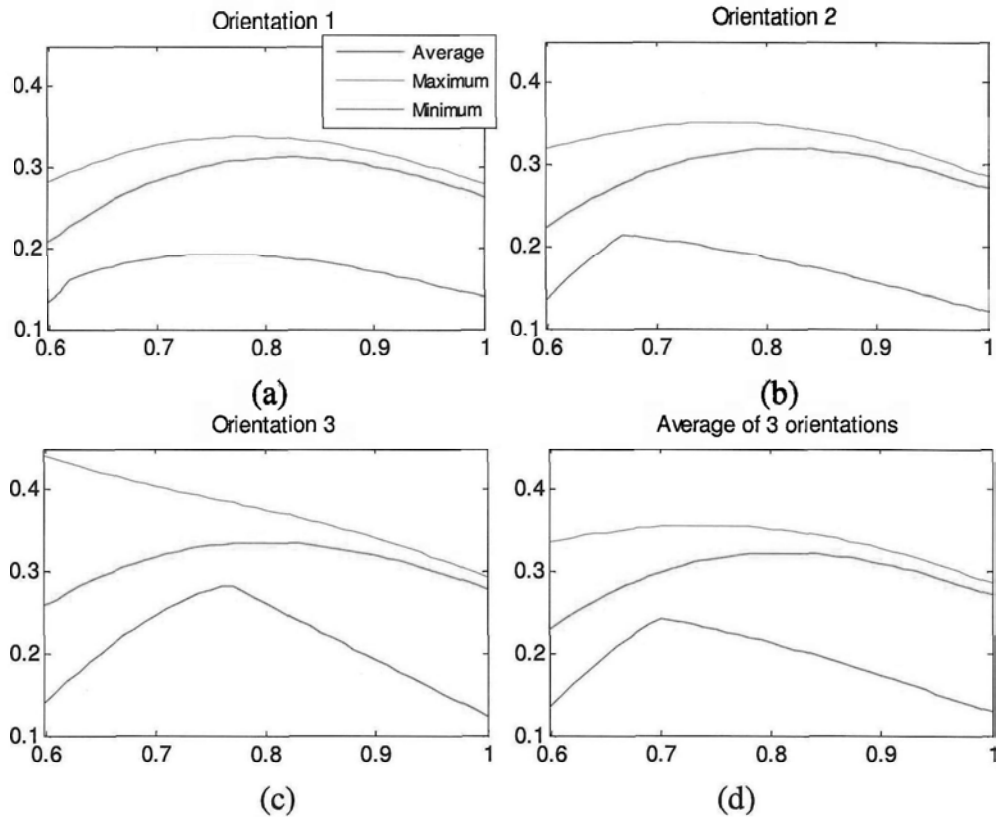 Orientation 1
Average
Maximum
Minimum
0.4
0.3
0.2
0.1
0.6 0.7 0.8 0.9 1
(a)
Orientation 2
0.4
0.3
0.2
0.1
0.6 0.7 0.8 0.9 1
(b)
Orientation 3
0.4
0.3
0.2
0.1
0.6 0.7 0.8 0.9 1
(c)
Average of 3 orientations
0.4
0.3
0.2
0.1
0.6 0.7 0.8 0.9 1
(d)